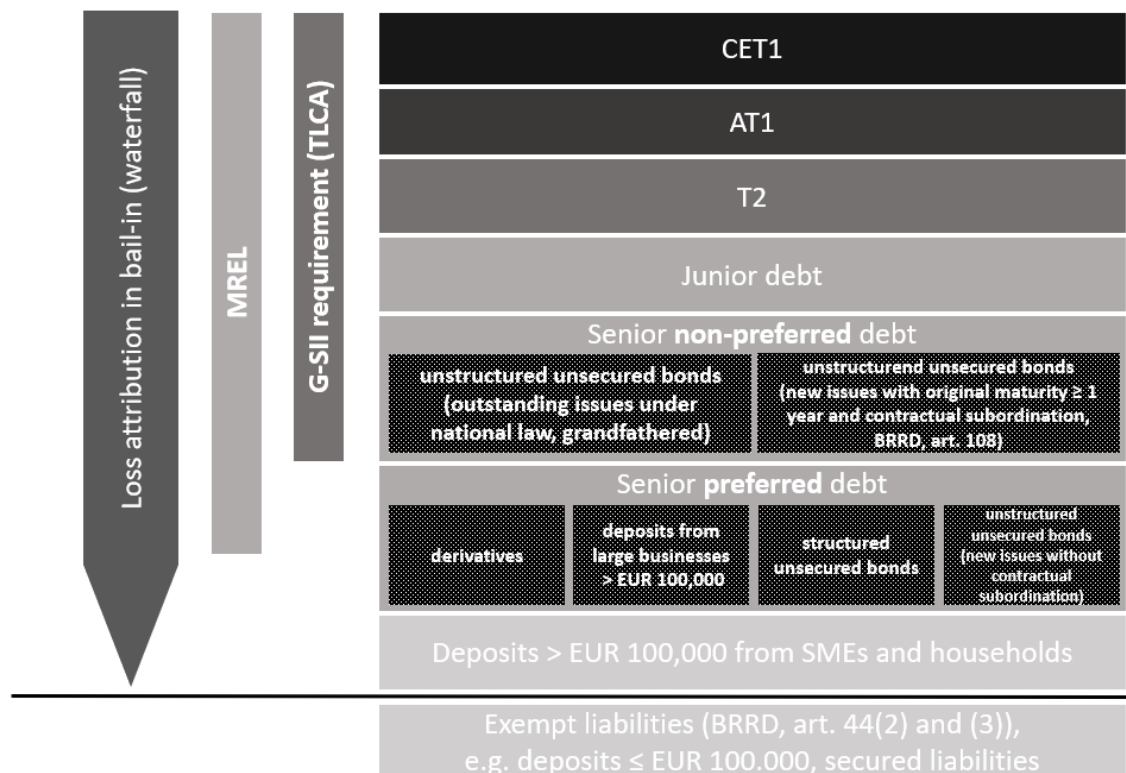 Loss attribution in bail-in (waterfall)
MREL
G-SII requirement (TLCA)
CET1
AT1
T2
Junior debt
Senior non-preferred debt
unstructured unsecured bonds
(outstanding issues under
national law, grandfathered)
unstructurend unsecured bonds
(new issues with original maturity ≥ 1
year and contractual subordination,
BRRD, art. 108)
Senior preferred debt
derivatives
deposits from
large businesses
> EUR 100,000
structured
unsecured bonds
unstructured
unsecured bonds
(new issues without
contractual
subordination)
Deposits > EUR 100,000 from SMEs and households
Exempt liabilities (BRRD, art. 44(2) and (3)),
e.g. deposits ≤ EUR 100.000, secured liabilities